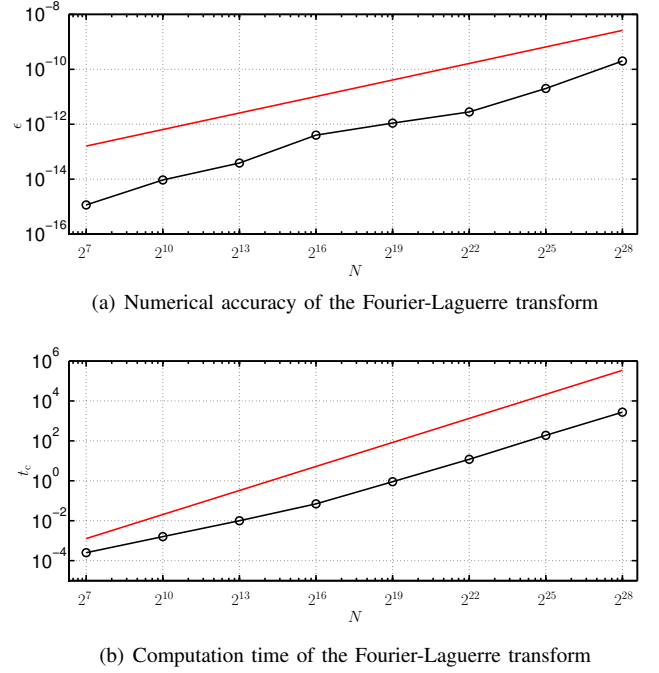 10^{-8}
10^{-10}
10^{-12}
10^{-14}
10^{-16}
ϵ
2^7 2^{10} 2^{13} 2^{16} 2^{19} 2^{22} 2^{25} 2^{28}
N
(a) Numerical accuracy of the Fourier-Laguerre transform
10^6
10^4
10^2
10^0
10^{-2}
10^{-4}
t_c
2^7 2^{10} 2^{13} 2^{16} 2^{19} 2^{22} 2^{25} 2^{28}
N
(b) Computation time of the Fourier-Laguerre transform